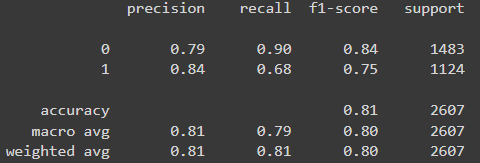 precision recall f1-score support
0 0.79 0.90 0.84 1483
1 0.84 0.68 0.75 1124
accuracy 0.81 2607
macro avg 0.81 0.79 0.80 2607
weighted avg 0.81 0.81 0.80 2607